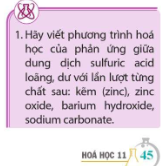 1. Hãy viết phương trình hoá
học của phản ứng giữa
dung dịch sulfuric acid
loãng, dư với lần lượt từng
chất sau: kẽm (zinc), zinc
oxide, barium hydroxide,
sodium carbonate.
HOÁ HỌC 11
45